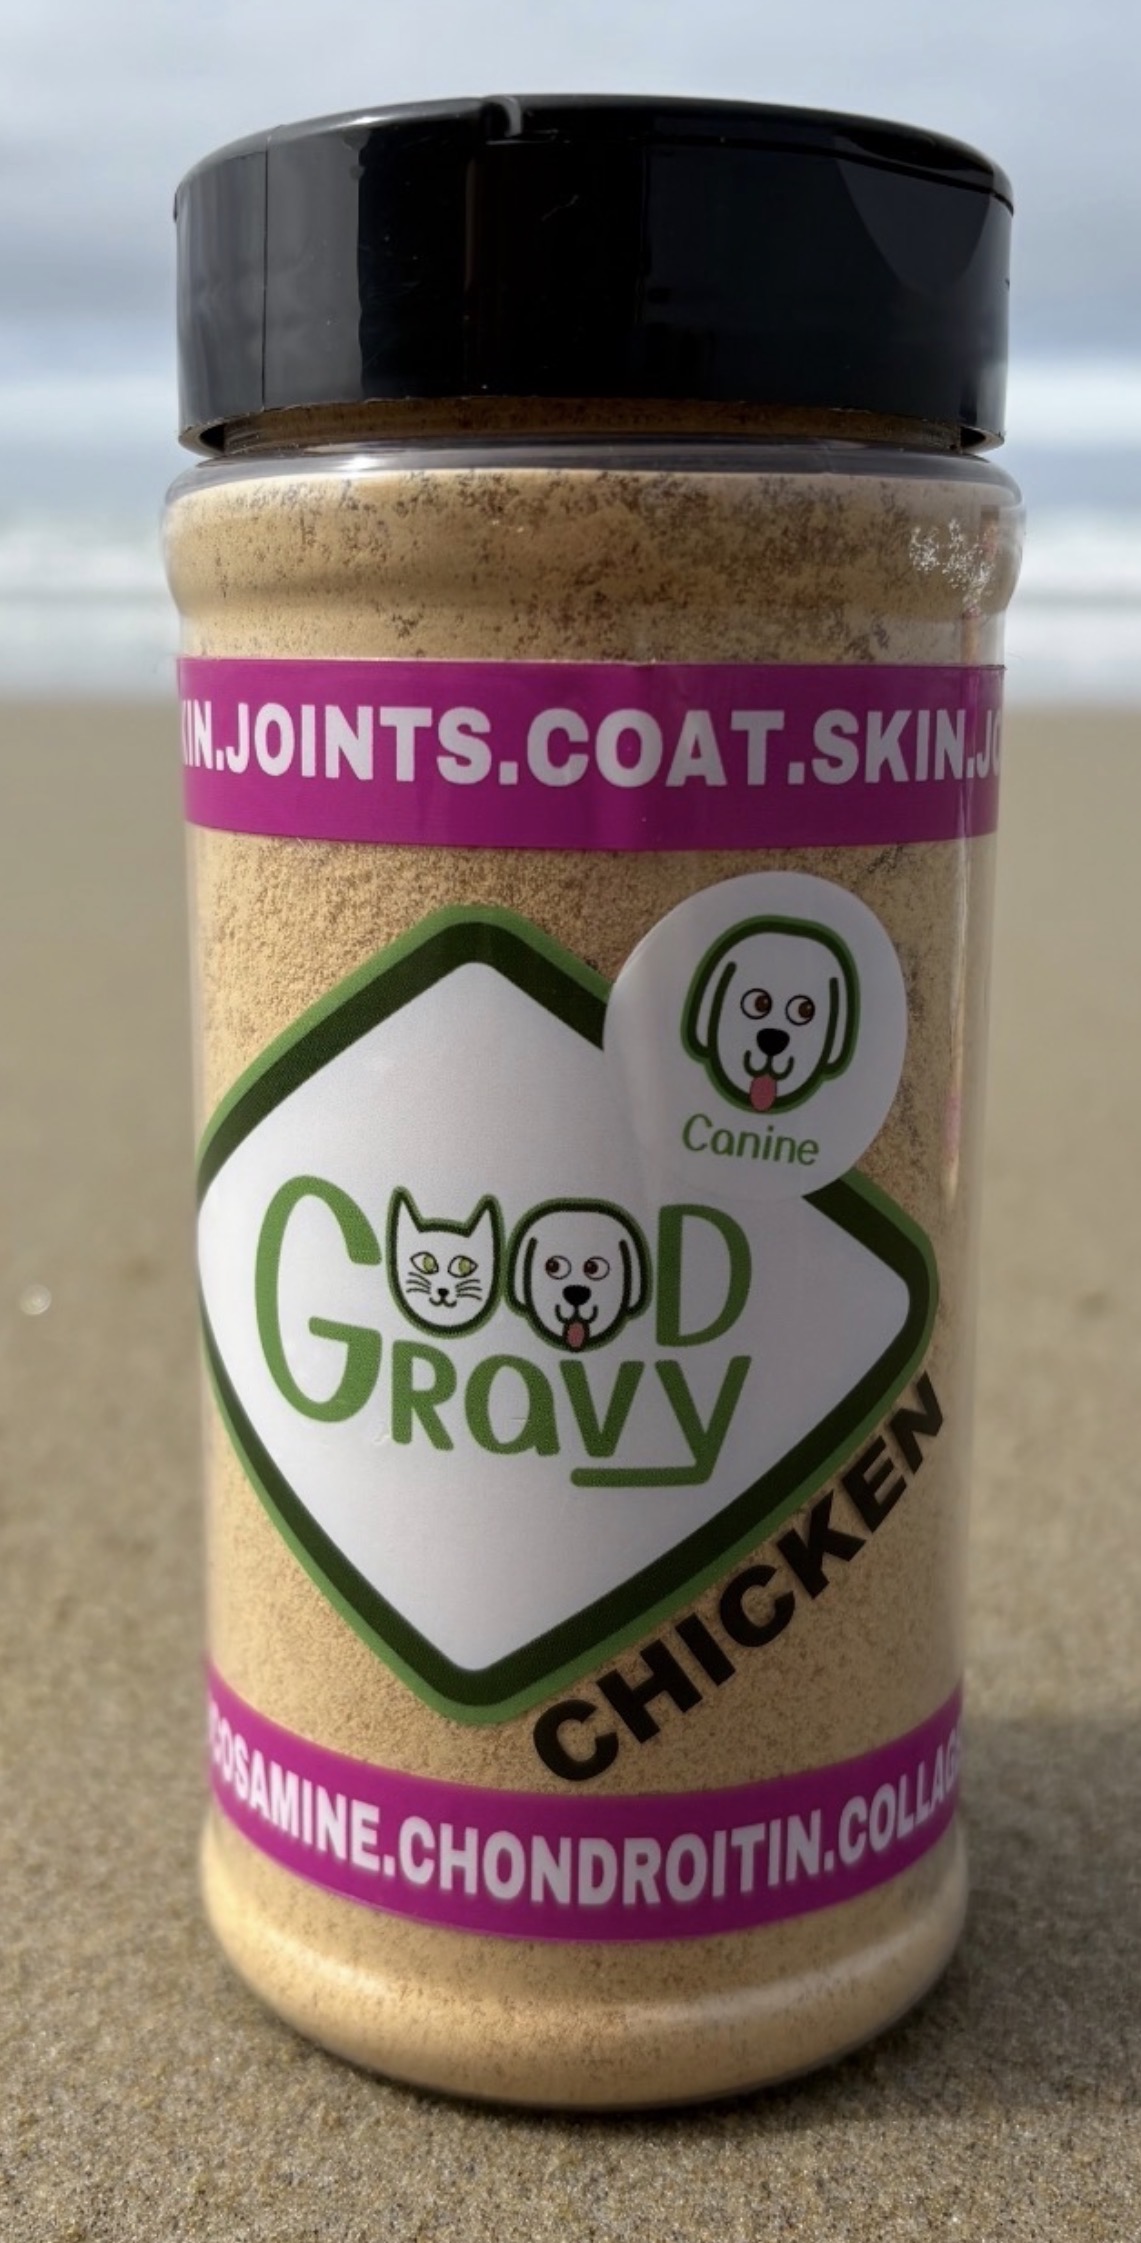 KIN.JOINTS.COAT.SKIN.JO
Canine
GOOD
GRavy
CHICKEN
COSAMINE.CHONDROITIN.COLLAG